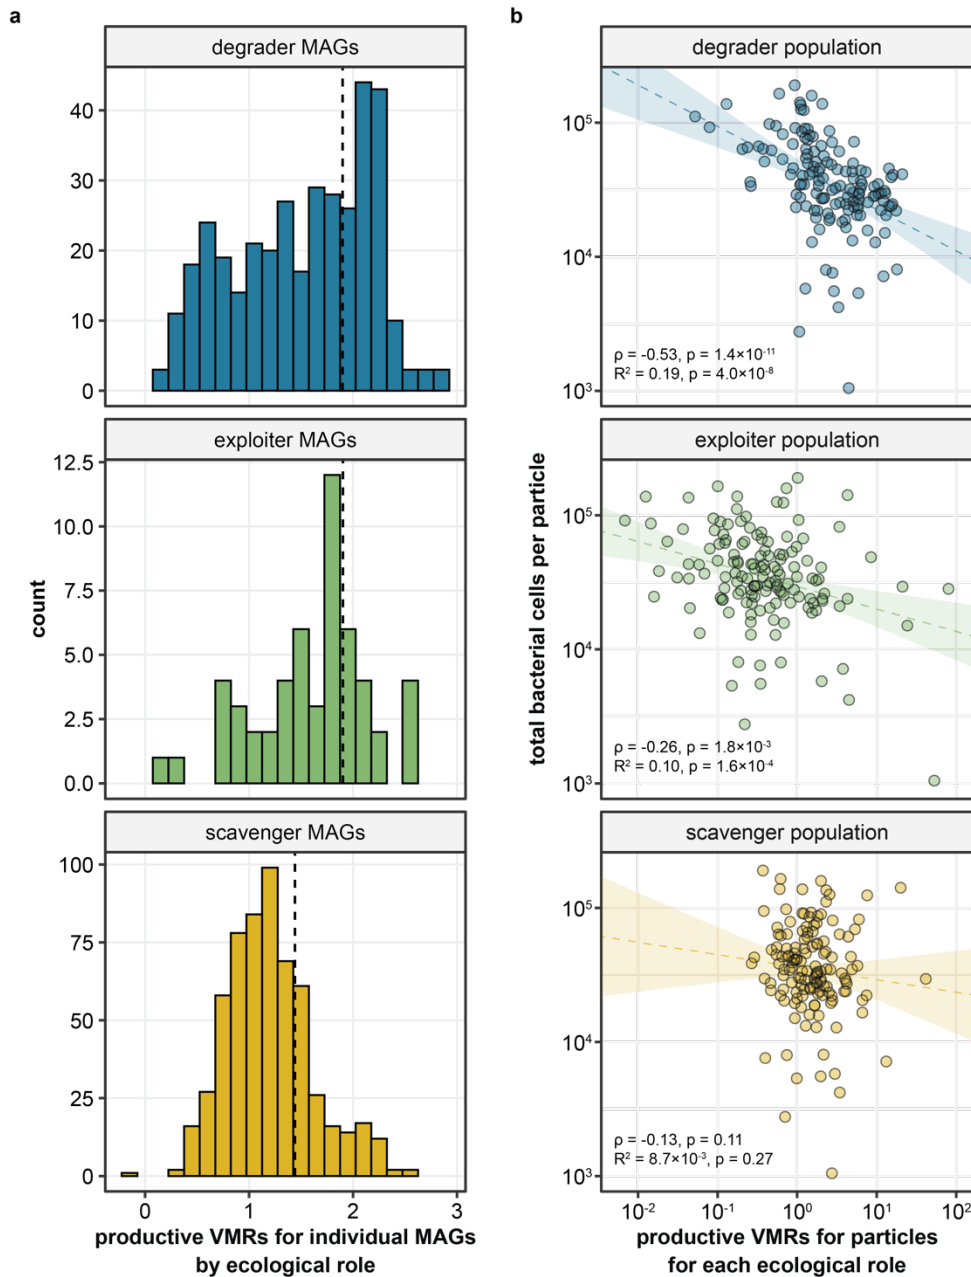 a
degrader MAGs
40
30
20
10
0
exploiter MAGs
12.5
10.0
7.5
5.0
2.5
0.0
count
scavenger MAGs
100
75
50
25
0
0 1 2 3
productive VMRs for individual MAGs
by ecological role
b
degrader population
10⁵
10⁴
10³
ρ = -0.53, p = 1.4×10⁻¹¹
R² = 0.19, p = 4.0×10⁻⁸
exploiter population
10⁵
10⁴
10³
total bacterial cells per particle
ρ = -0.26, p = 1.8×10⁻³
R² = 0.10, p = 1.6×10⁻⁴
scavenger population
10⁵
10⁴
10³
ρ = -0.13, p = 0.11
R² = 8.7×10⁻³, p = 0.27
10⁻² 10⁻¹ 10⁰ 10¹ 10²
productive VMRs for particles
for each ecological role